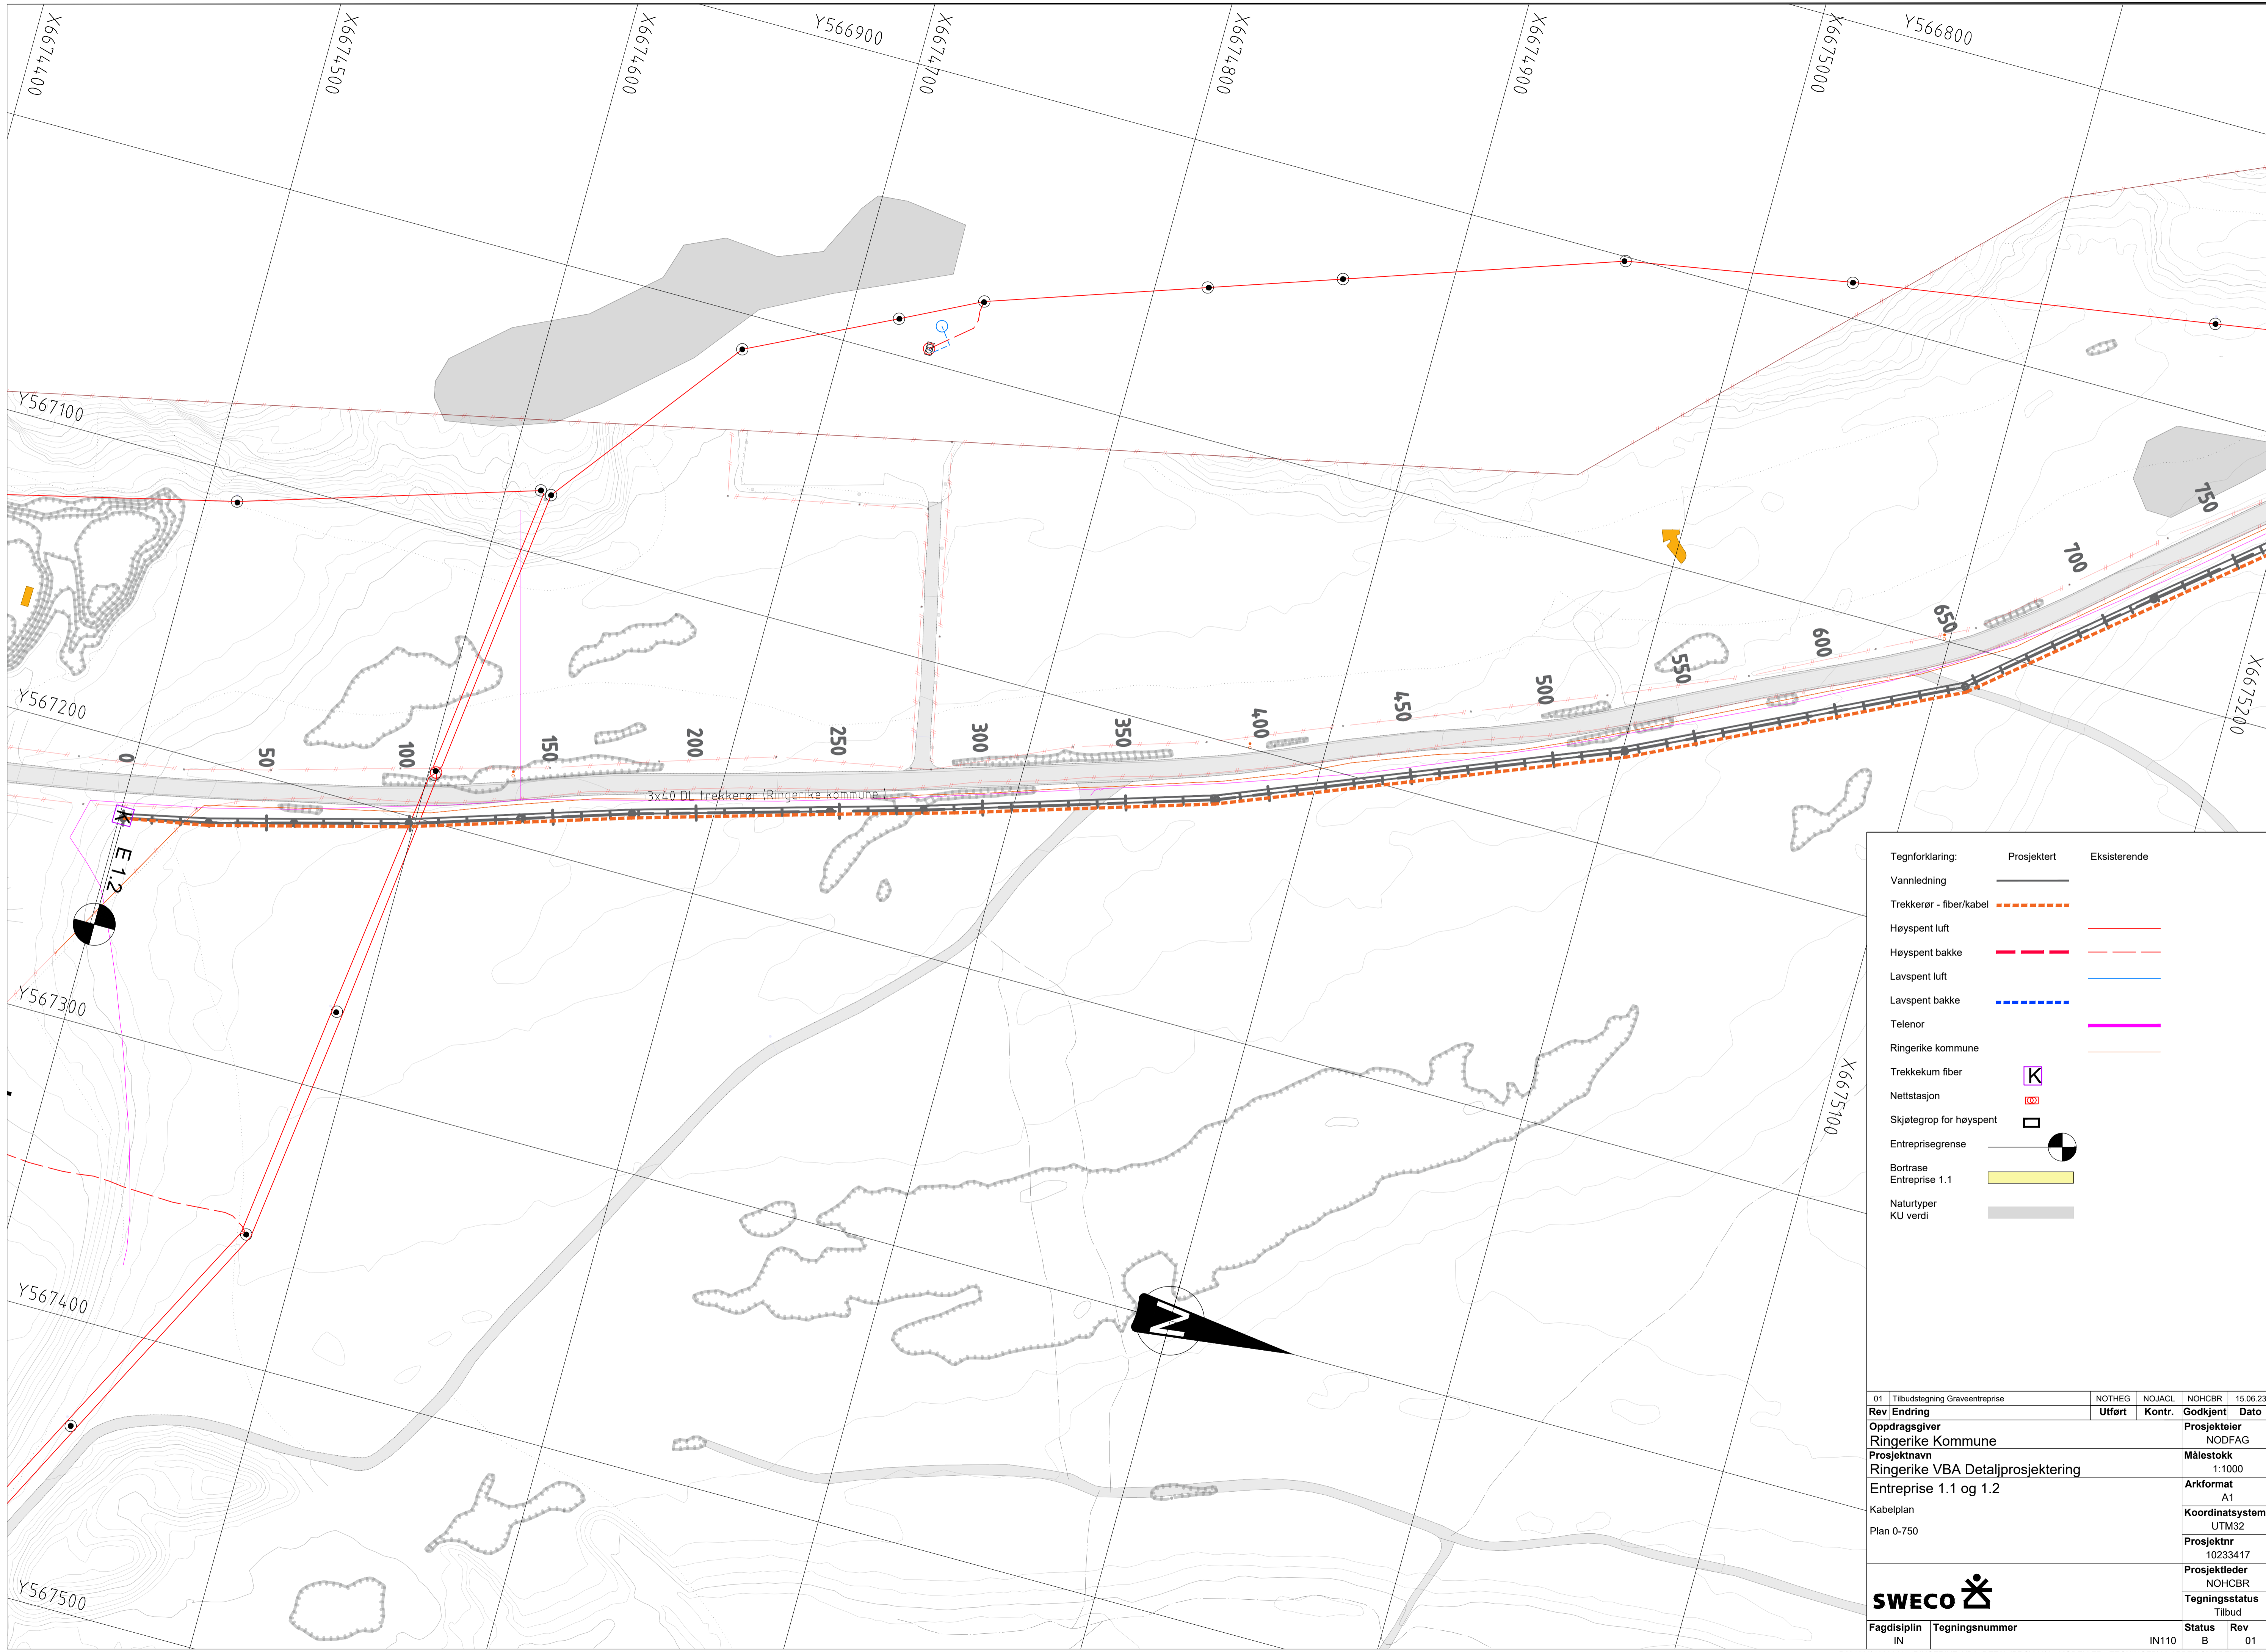 X6674400
X6674500
X6674600
Y566900
X6674700
X6674800
X6674900
X6675000
Y566800
Y567100
Y567200
Y567300
Y567400
Y567500
0
50
100
150
200
250
300
350
400
450
500
550
600
650
700
750
X6675200
X6675100
3x40 DL trekkerør (Ringerike kommune )
K
E 1.2
N
Tegnforklaring: Prosjektert Eksisterende
Vannledning
Trekkerør - fiber/kabel
Høyspent luft
Høyspent bakke
Lavspent luft
Lavspent bakke
Telenor
Ringerike kommune
Trekkekum fiber K
Nettstasjon
Skjøtegrop for høyspent
Entreprisegrense
Bortrase
Entreprise 1.1
Naturtyper
KU verdi
01 Tilbudstegning Graveentreprise NOTHEG NOJACL NOHCBR 15.06.23
Rev Endring Utført Kontr. Godkjent Dato
Oppdragsgiver
Ringerike Kommune
Prosjekteier
NODFAG
Prosjektnavn
Ringerike VBA Detaljprosjektering
Målestokk
1:1000
Entreprise 1.1 og 1.2
Kabelplan
Plan 0-750
Arkformat
A1
Koordinatsystem
UTM32
Prosjektnr
10233417
SWECO
Prosjektleder
NOHCBR
Tegningsstatus
Tilbud
Fagdisiplin
IN
Tegningsnummer
IN110
Status
B
Rev
01